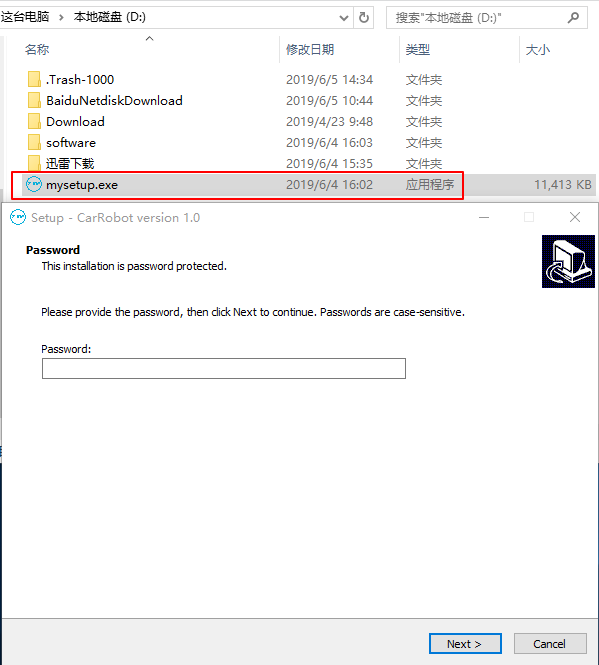 这台电脑 > 本地磁盘 (D:) 搜索"本地磁盘 (D:)"
名称 修改日期 类型 大小
.Trash-1000 2019/6/5 14:34 文件夹
BaiduNetdiskDownload 2019/6/5 10:44 文件夹
Download 2019/4/23 9:48 文件夹
software 2019/6/4 16:03 文件夹
迅雷下载 2019/6/4 15:35 文件夹
mysetup.exe 2019/6/4 16:02 应用程序 11,413 KB
Setup - CarRobot version 1.0
Password
This installation is password protected.
Please provide the password, then click Next to continue. Passwords are case-sensitive.
Password:
Next > Cancel